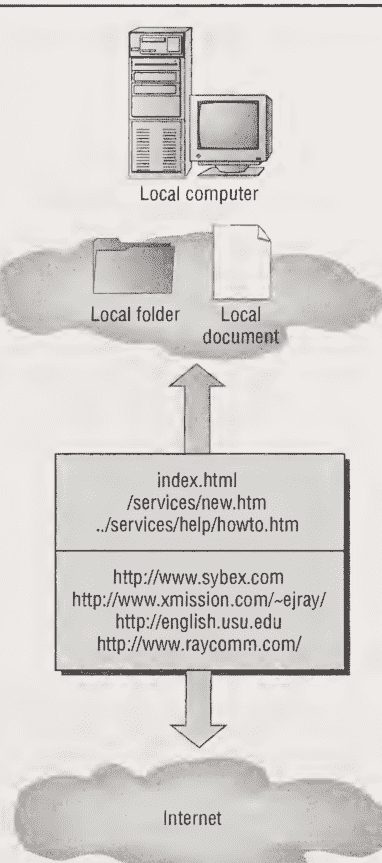 Local computer
Local folder
Local
document
index.html
/services/new.htm
../services/help/howto.htm
http://www.sybex.com
http://www.xmission.com/~ejray/
http://english.usu.edu
http://www.raycomm.com/
Internet